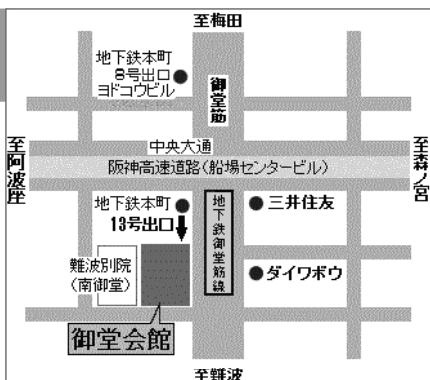 至梅田
地下鉄本町
8号出口
ヨドコウビル
御堂筋
中央大通
阪神高速道路(船場センタービル)
至阿波座
至森ノ宮
地下鉄本町
13号出口
地下鉄御堂筋線
三井住友
難波別院
(南御堂)
ダイワボウ
御堂会館
至難波